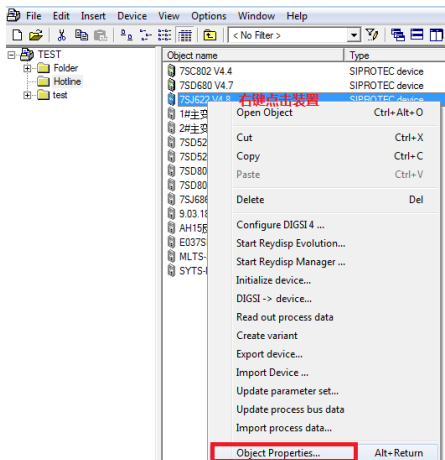 File Edit Insert Device View Options Window Help
< No Filter >
TEST
Folder
Hotline
test
Object name Type
7SC802 V4.4 SIPROTEC device
7SD680 V4.7 SIPROTEC device
7SJ622 V4.8 SIPROTEC device
右键点击装置
1#主变
2#主变
7SD52
7SD52
7SD80
7SD80
7SJ686
9.03.18
AH15
E037S
MLTS-
SYTS-
Open Object Ctrl+Alt+O
Cut Ctrl+X
Copy Ctrl+C
Paste Ctrl+V
Delete Del
Configure DIGSI 4 ...
Start Reydisp Evolution...
Start Reydisp Manager ...
Initialize device...
DIGSI -> device...
Read out process data
Create variant
Export device...
Import Device ...
Update parameter set...
Update process bus data
Import process data...
Object Properties... Alt+Return